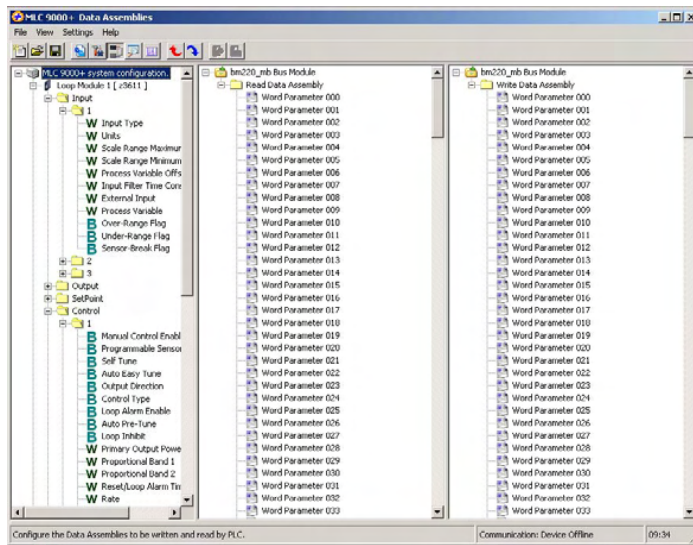 MLC 9000+ Data Assemblies
File View Settings Help
MLC 9000+ system configuration.
Loop Module 1 [ z3611 ]
Input
1
W Input Type
W Units
W Scale Range Maximur
W Scale Range Minimum
W Process Variable Offs
W Input Filter Time Cons
W External Input
W Process Variable
B Over-Range Flag
B Under-Range Flag
B Sensor-Break Flag
2
3
Output
SetPoint
Control
1
B Manual Control Enabl
B Programmable Sensor
B Self Tune
B Auto Easy Tune
B Output Direction
B Control Type
B Loop Alarm Enable
B Auto Pre-Tune
B Loop Inhibit
W Primary Output Powe
W Proportional Band 1
W Proportional Band 2
W Reset/Loop Alarm Tim
W Rate
bm220_mb Bus Module
Read Data Assembly
Word Parameter 000
Word Parameter 001
Word Parameter 002
Word Parameter 003
Word Parameter 004
Word Parameter 005
Word Parameter 006
Word Parameter 007
Word Parameter 008
Word Parameter 009
Word Parameter 010
Word Parameter 011
Word Parameter 012
Word Parameter 013
Word Parameter 014
Word Parameter 015
Word Parameter 016
Word Parameter 017
Word Parameter 018
Word Parameter 019
Word Parameter 020
Word Parameter 021
Word Parameter 022
Word Parameter 023
Word Parameter 024
Word Parameter 025
Word Parameter 026
Word Parameter 027
Word Parameter 028
Word Parameter 029
Word Parameter 030
Word Parameter 031
Word Parameter 032
Word Parameter 033
bm220_mb Bus Module
Write Data Assembly
Word Parameter 000
Word Parameter 001
Word Parameter 002
Word Parameter 003
Word Parameter 004
Word Parameter 005
Word Parameter 006
Word Parameter 007
Word Parameter 008
Word Parameter 009
Word Parameter 010
Word Parameter 011
Word Parameter 012
Word Parameter 013
Word Parameter 014
Word Parameter 015
Word Parameter 016
Word Parameter 017
Word Parameter 018
Word Parameter 019
Word Parameter 020
Word Parameter 021
Word Parameter 022
Word Parameter 023
Word Parameter 024
Word Parameter 025
Word Parameter 026
Word Parameter 027
Word Parameter 028
Word Parameter 029
Word Parameter 030
Word Parameter 031
Word Parameter 032
Word Parameter 033
Configure the Data Assemblies to be written and read by PLC.
Communication: Device Offline
09:34